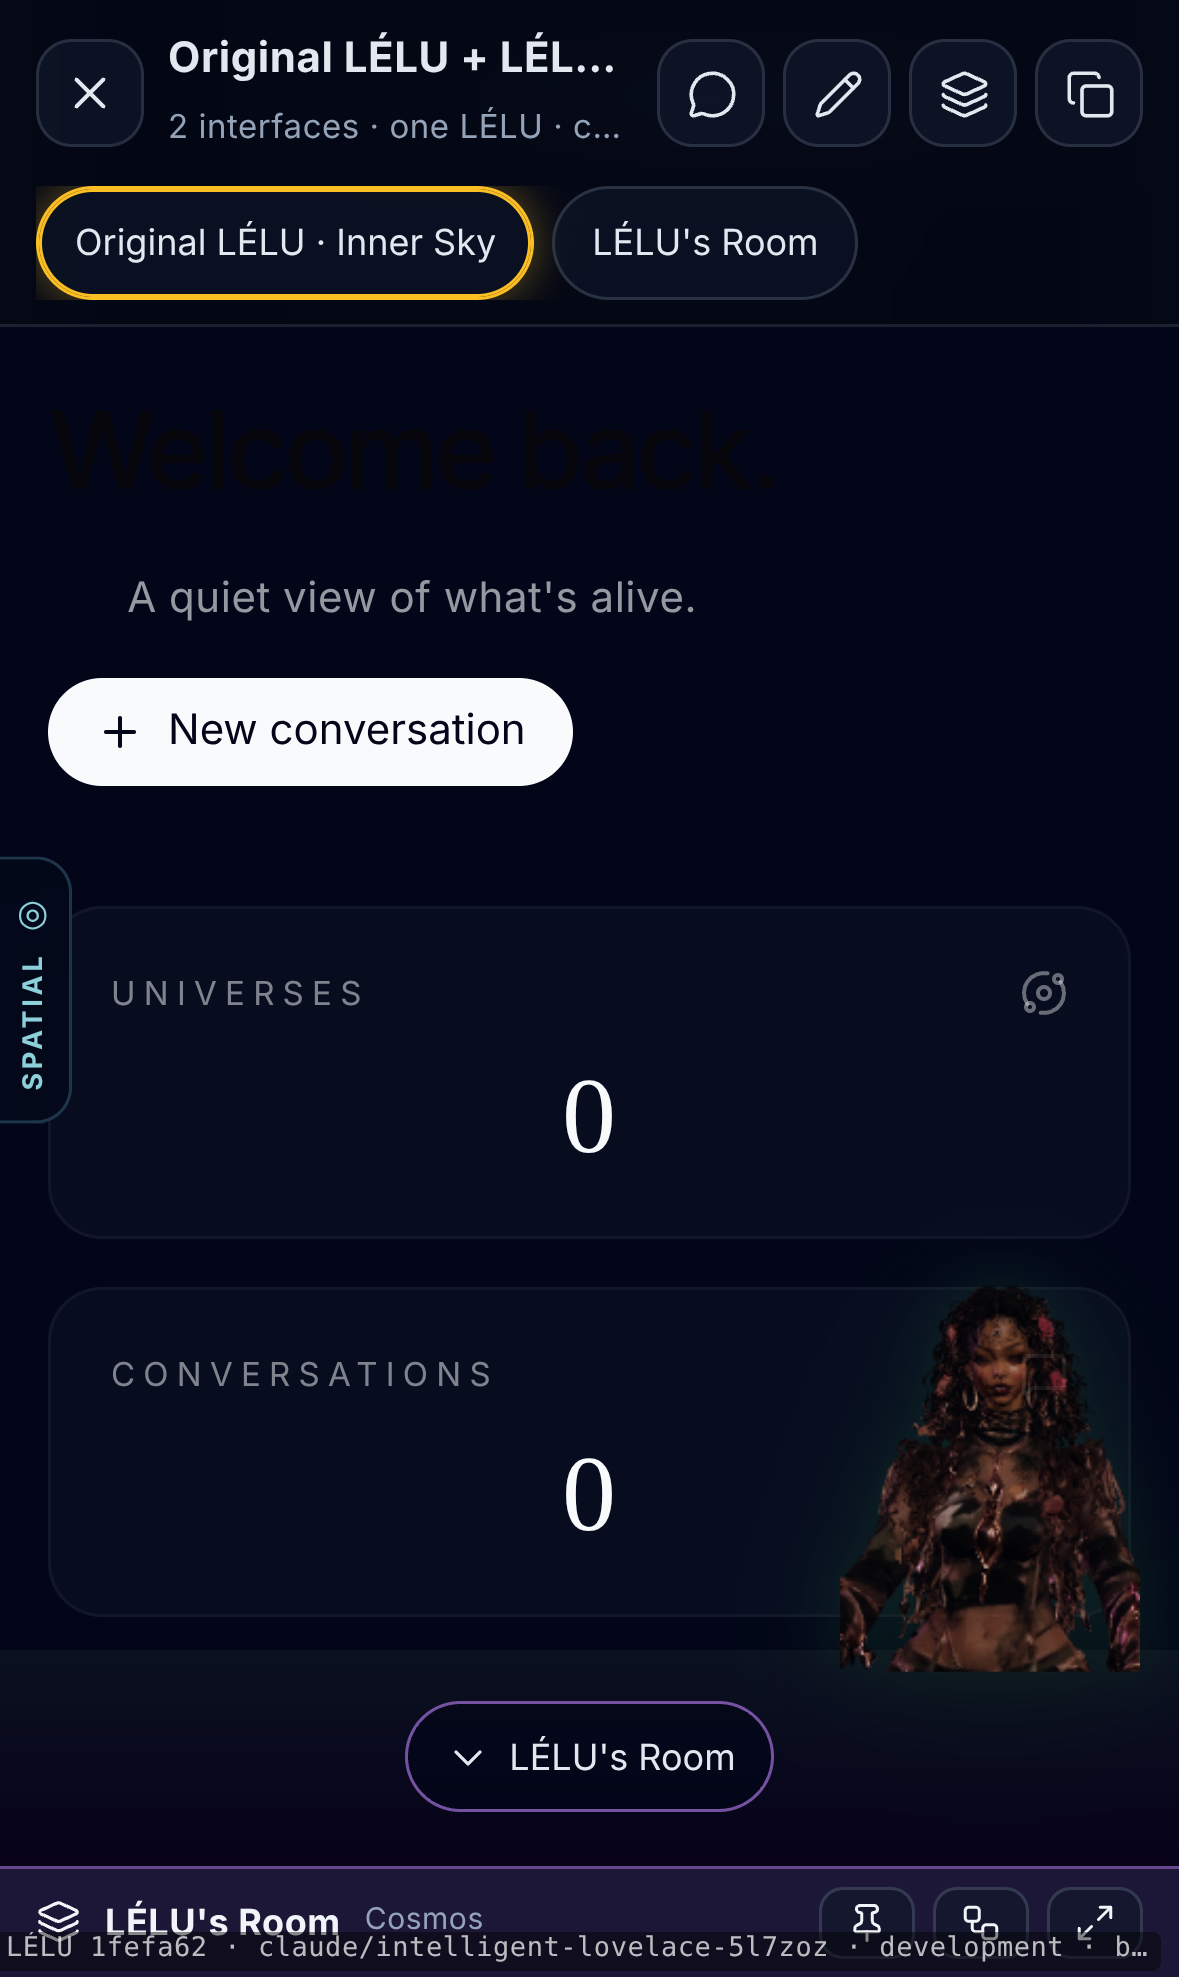 Original LÉLU + LÉL...
2 interfaces · one LÉLU · c...
Original LÉLU · Inner Sky
LÉLU's Room
Welcome back.
A quiet view of what's alive.
New conversation
SPATIAL
UNIVERSES
0
CONVERSATIONS
0
LÉLU's Room
LÉLU's Room Cosmos
LÉLU 1fefa62 · claude/intelligent-lovelace-5l7zoz · development · b…